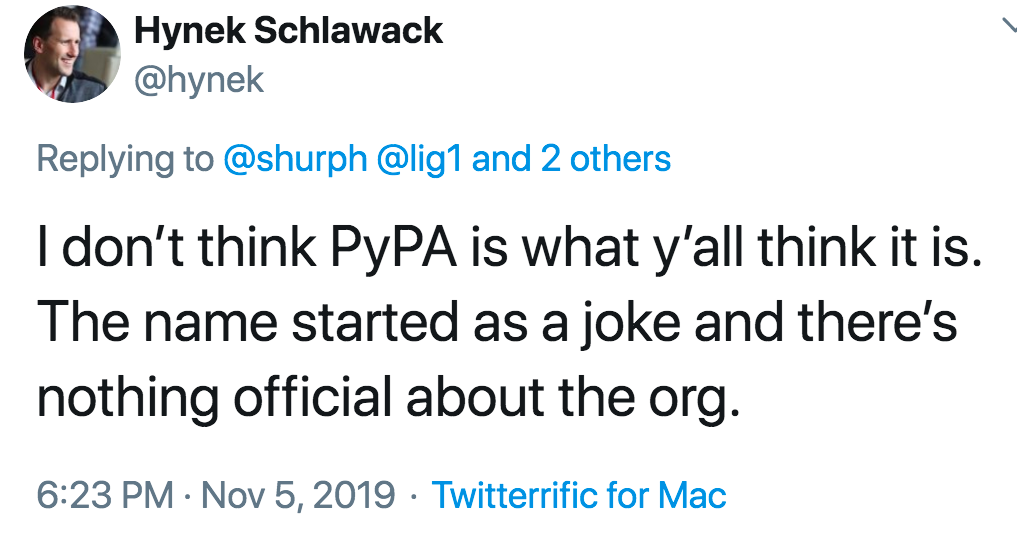 Hynek Schlawack
@hynek
Replying to @shurph @lig1 and 2 others
I don’t think PyPA is what y’all think it is.
The name started as a joke and there’s
nothing official about the org.
6:23 PM · Nov 5, 2019 · Twitterrific for Mac